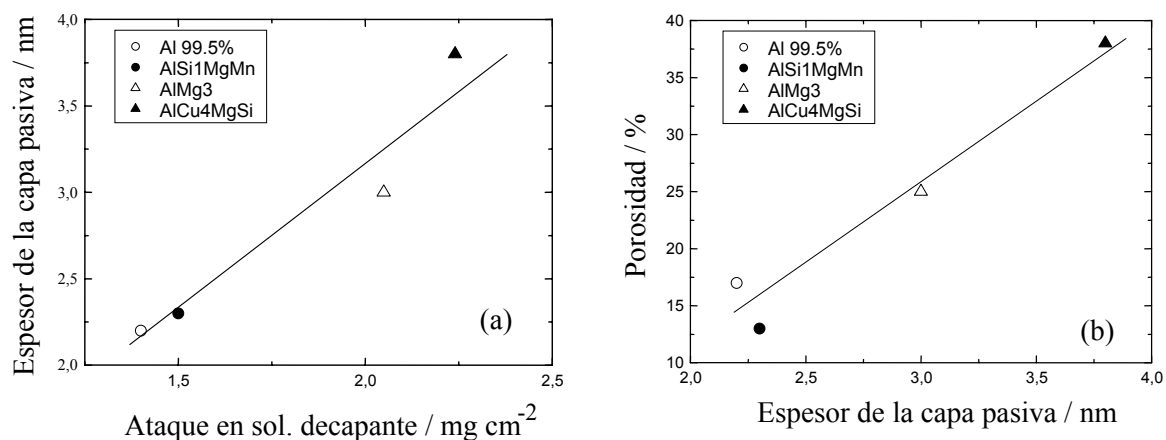 4,0
3,5
3,0
2,5
2,0
1,5
2,0
2,5
Espesor de la capa pasiva / nm
Ataque en sol. decapante / mg cm-2
Al 99.5%
AlSi1MgMn
AlMg3
AlCu4MgSi
(a)
40
35
30
25
20
15
10
2,0
2,5
3,0
3,5
4,0
Porosidad / %
Espesor de la capa pasiva / nm
Al 99.5%
AlSi1MgMn
AlMg3
AlCu4MgSi
(b)